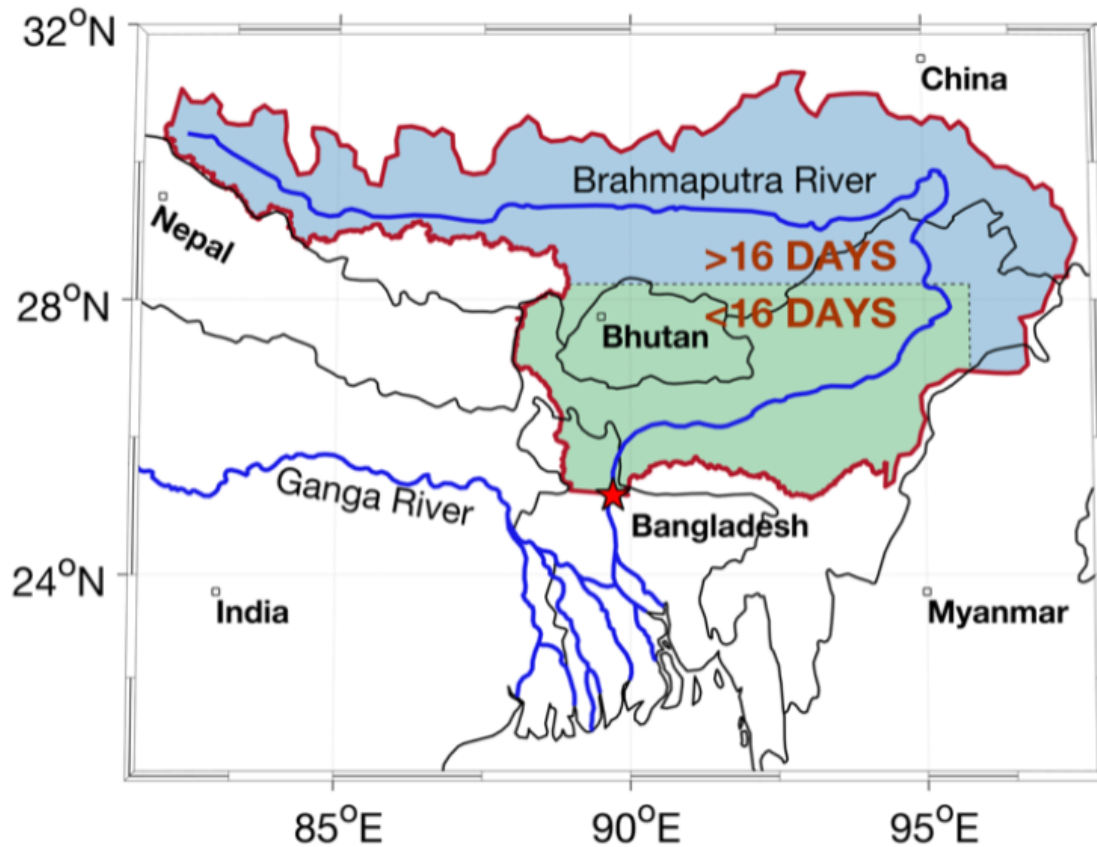 32°N
China
Brahmaputra River
Nepal
>16 DAYS
28°N
<16 DAYS
Bhutan
Ganga River
Bangladesh
24°N
India
Myanmar
85°E
90°E
95°E